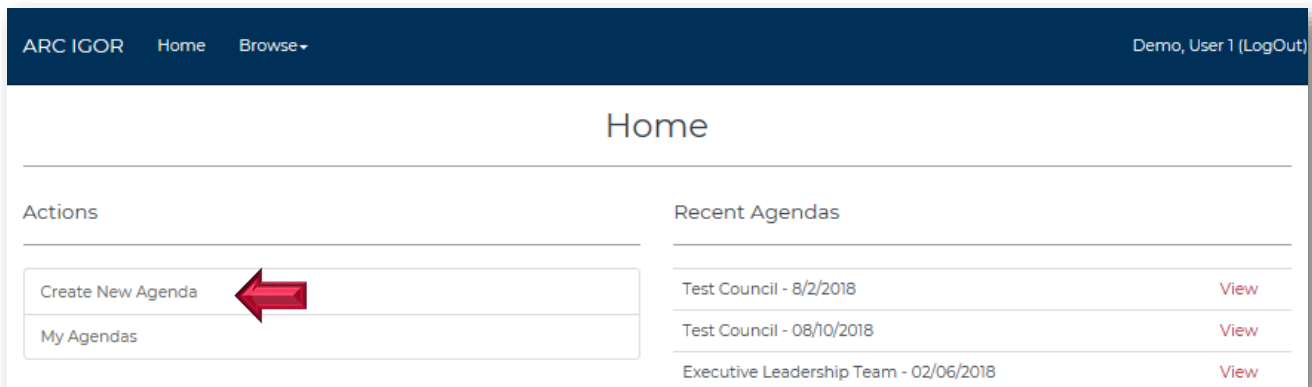 ARC IGOR Home Browse Demo, User 1 (LogOut)
Home
Actions
Create New Agenda
My Agendas
Recent Agendas
Test Council - 8/2/2018 View
Test Council - 08/10/2018 View
Executive Leadership Team - 02/06/2018 View